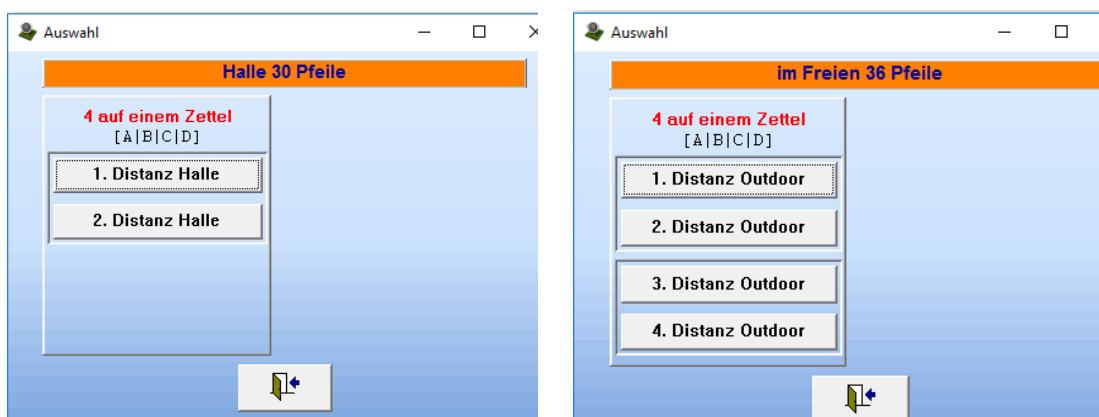 Auswahl
Halle 30 Pfeile
4 auf einem Zettel
[A|B|C|D]
1. Distanz Halle
2. Distanz Halle
Auswahl
im Freien 36 Pfeile
4 auf einem Zettel
[A|B|C|D]
1. Distanz Outdoor
2. Distanz Outdoor
3. Distanz Outdoor
4. Distanz Outdoor